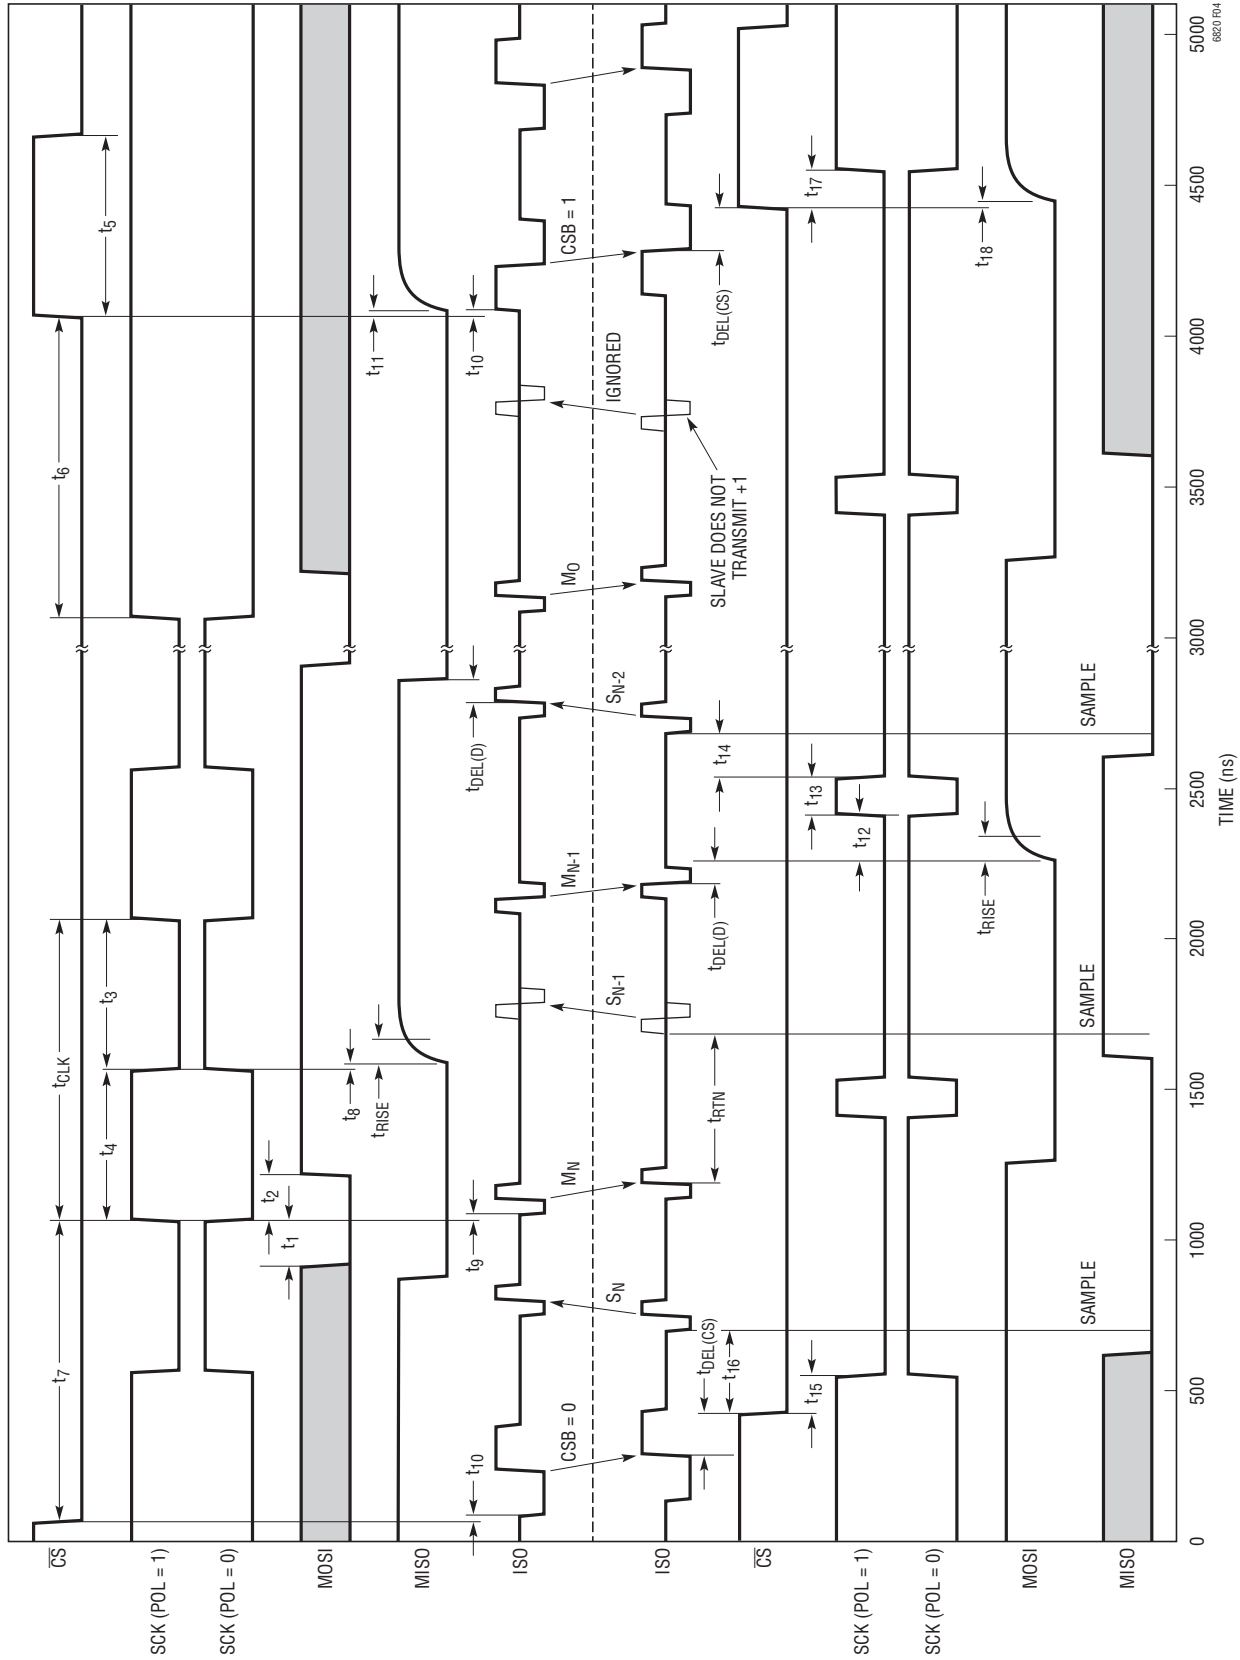 CS
SCK (POL = 1)
SCK (POL = 0)
MOSI
MISO
ISO
ISO
CS
SCK (POL = 1)
SCK (POL = 0)
MOSI
MISO
t7
t6
t5
tCLK
t4
t3
t1
t2
t8
tRISE
t11
t10
t9
tDEL(D)
t10
CSB = 0
SN
MN
SN-1
MN-1
SN-2
MO
IGNORED
CSB = 1
SLAVE DOES NOT
TRANSMIT +1
tDEL(CS)
t16
tRTN
tDEL(D)
t14
tDEL(CS)
t15
t12
t13
t17
tRISE
t18
SAMPLE
SAMPLE
SAMPLE
0
500
1000
1500
2000
2500
3000
3500
4000
4500
5000
TIME (ns)
6820 F04